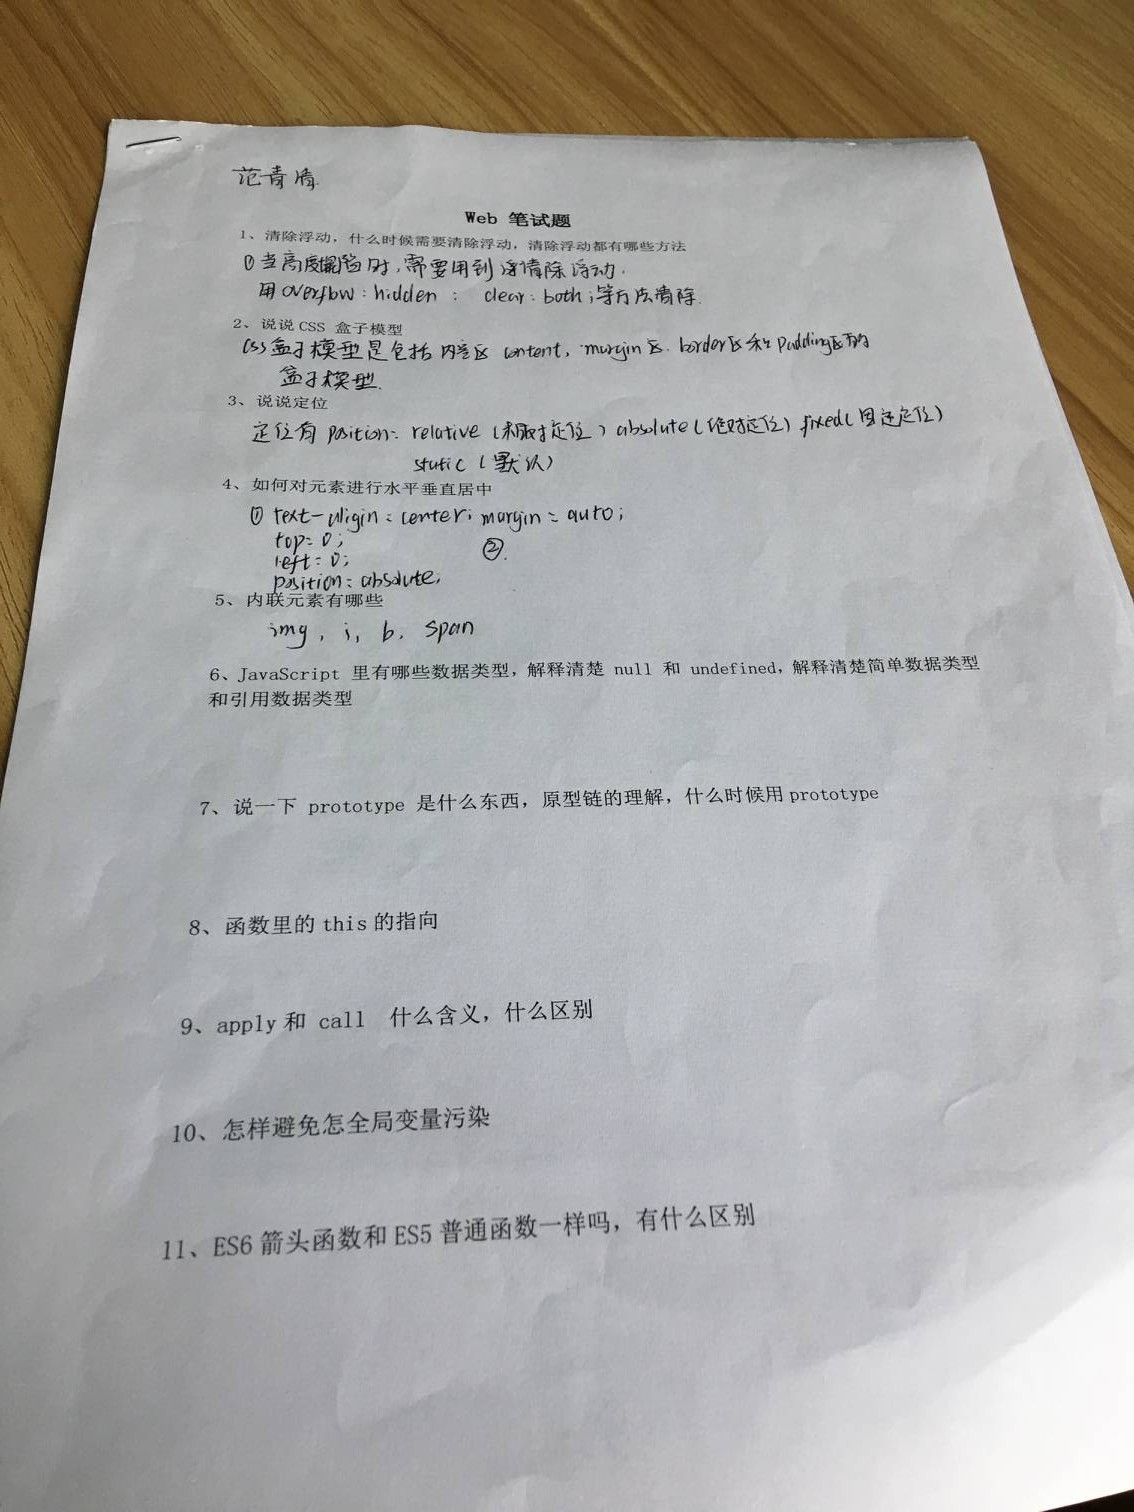 范青
Web 笔试题
1、清除浮动，什么时候需要清除浮动，清除浮动都有哪些方法
①当高度塌陷时，需要用到清除浮动.
用overflow:hidden; clear:both;等方法清除.
2、说说CSS 盒子模型
CSS盒子模型是包括内容区 content, margin区. border区和padding区的
盒子模型.
3、说说定位
定位有 position: relative (相对定位) absolute (绝对定位) fixed (固定定位)
static (默认)
4、如何对元素进行水平垂直居中
① text-aligin:center; margin:auto;
top:0; ②.
left:0;
position:absolute;
5、内联元素有哪些
img, i, b, span
6、JavaScript 里有哪些数据类型，解释清楚 null 和 undefined，解释清楚简单数据类型
和引用数据类型
7、说一下 prototype 是什么东西，原型链的理解，什么时候用 prototype
8、函数里的 this 的指向
9、apply 和 call 什么含义，什么区别
10、怎样避免怎全局变量污染
11、ES6 箭头函数和 ES5 普通函数一样吗，有什么区别